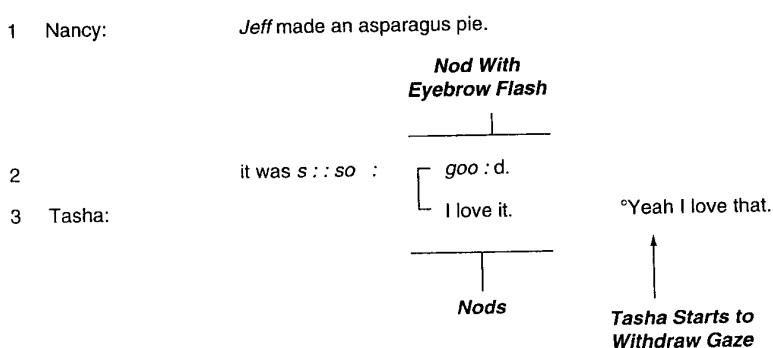 1 Nancy: Jeff made an asparagus pie.
Nod With
Eyebrow Flash
2 it was s : : so : goo : d.
3 Tasha: I love it. °Yeah I love that.
Nods
Tasha Starts to
Withdraw Gaze